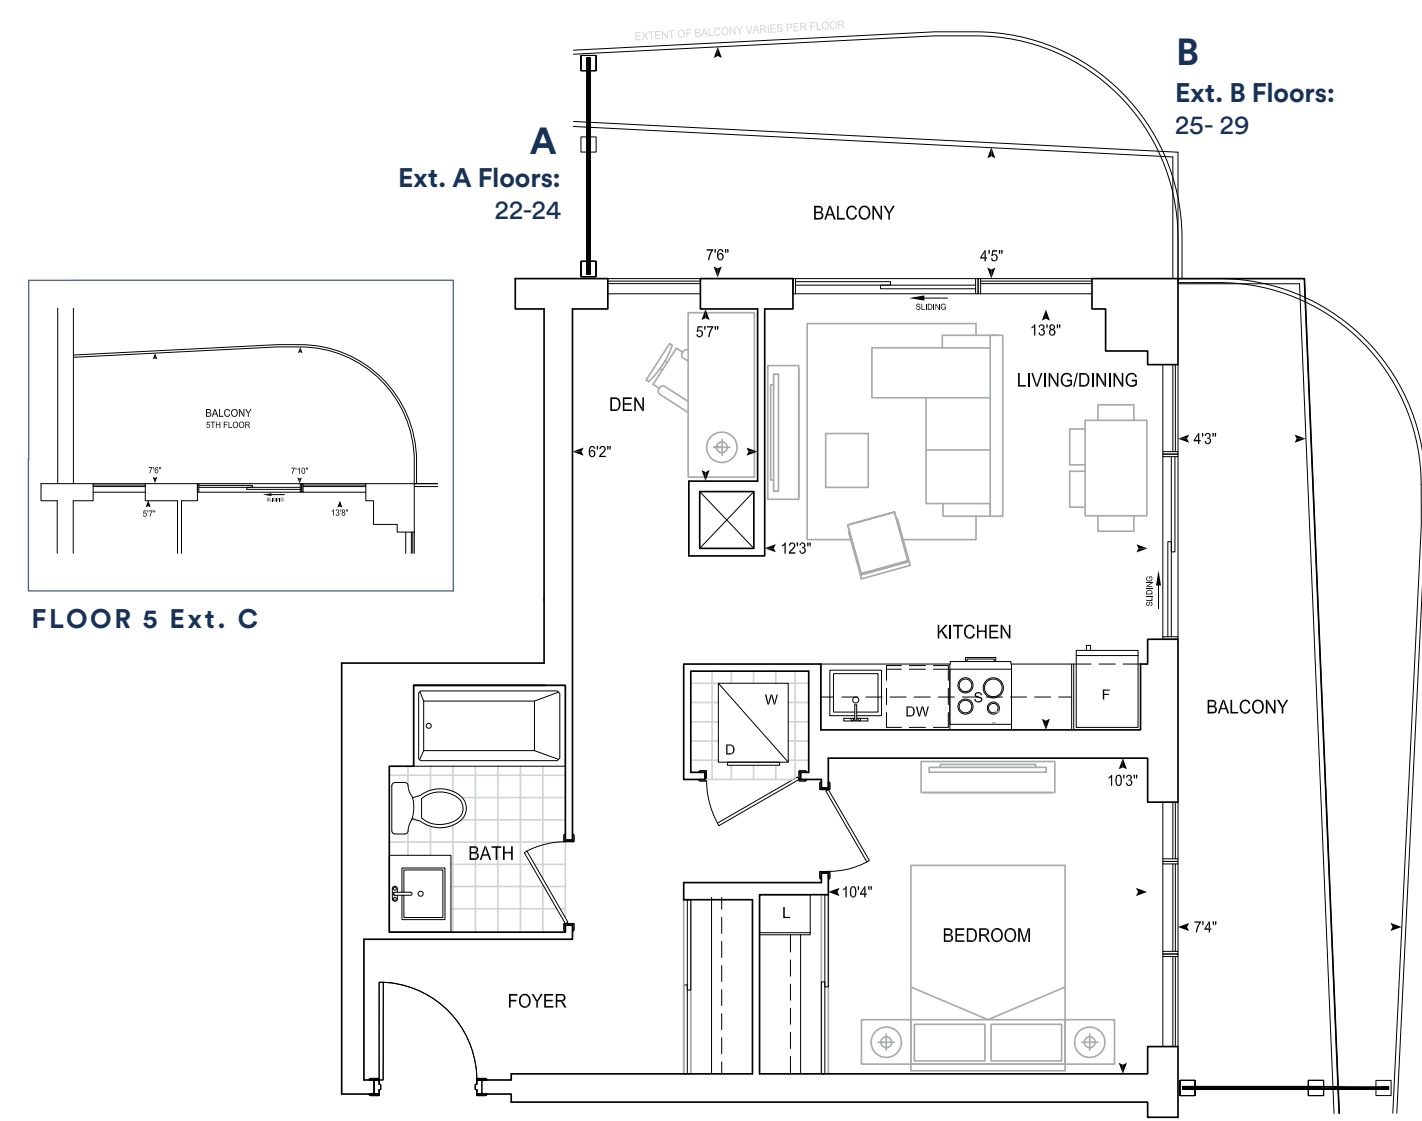 EXTENT OF BALCONY VARIES PER FLOOR
B
Ext. B Floors:
25- 29
A
Ext. A Floors:
22-24
BALCONY
7'6"
4'5"
SLIDING
5'7"
13'8"
LIVING/DINING
DEN
6'2"
4'3"
12'3"
SLIDING
KITCHEN
BALCONY
5TH FLOOR
7'6"
7'10"
SLIDING
5'7"
13'8"
FLOOR 5 Ext. C
W
D
DW
S
F
BALCONY
10'3"
BATH
10'4"
L
BEDROOM
7'4"
FOYER